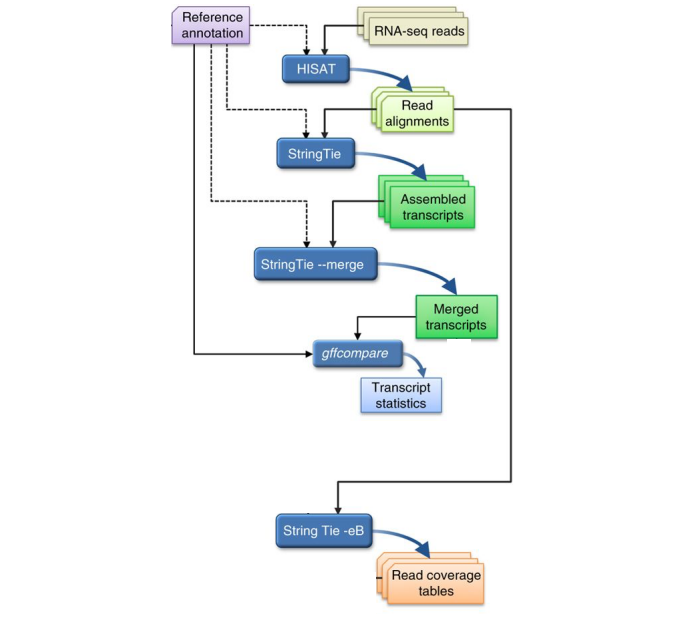 Reference
annotation
RNA-seq reads
HISAT
Read
alignments
StringTie
Assembled
transcripts
StringTie --merge
Merged
transcripts
gffcompare
Transcript
statistics
String Tie -eB
Read coverage
tables